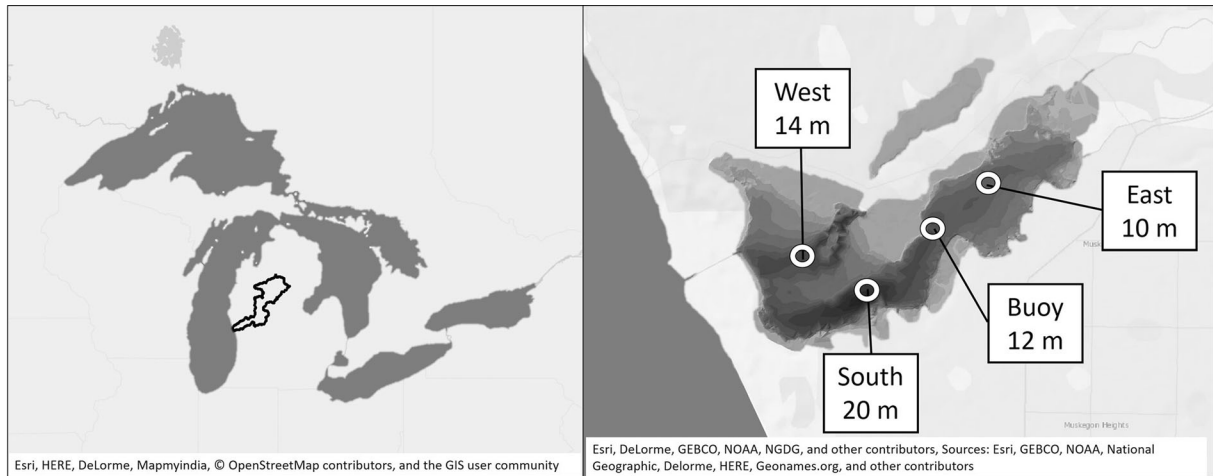 West
14 m
East
10 m
Buoy
12 m
South
20 m
Muskegon Heights
Esri, HERE, DeLorme, Mapmyindia, © OpenStreetMap contributors, and the GIS user community
Esri, DeLorme, GEBCO, NOAA, NGDG, and other contributors, Sources: Esri, GEBCO, NOAA, National
Geographic, Delorme, HERE, Geonames.org, and other contributors